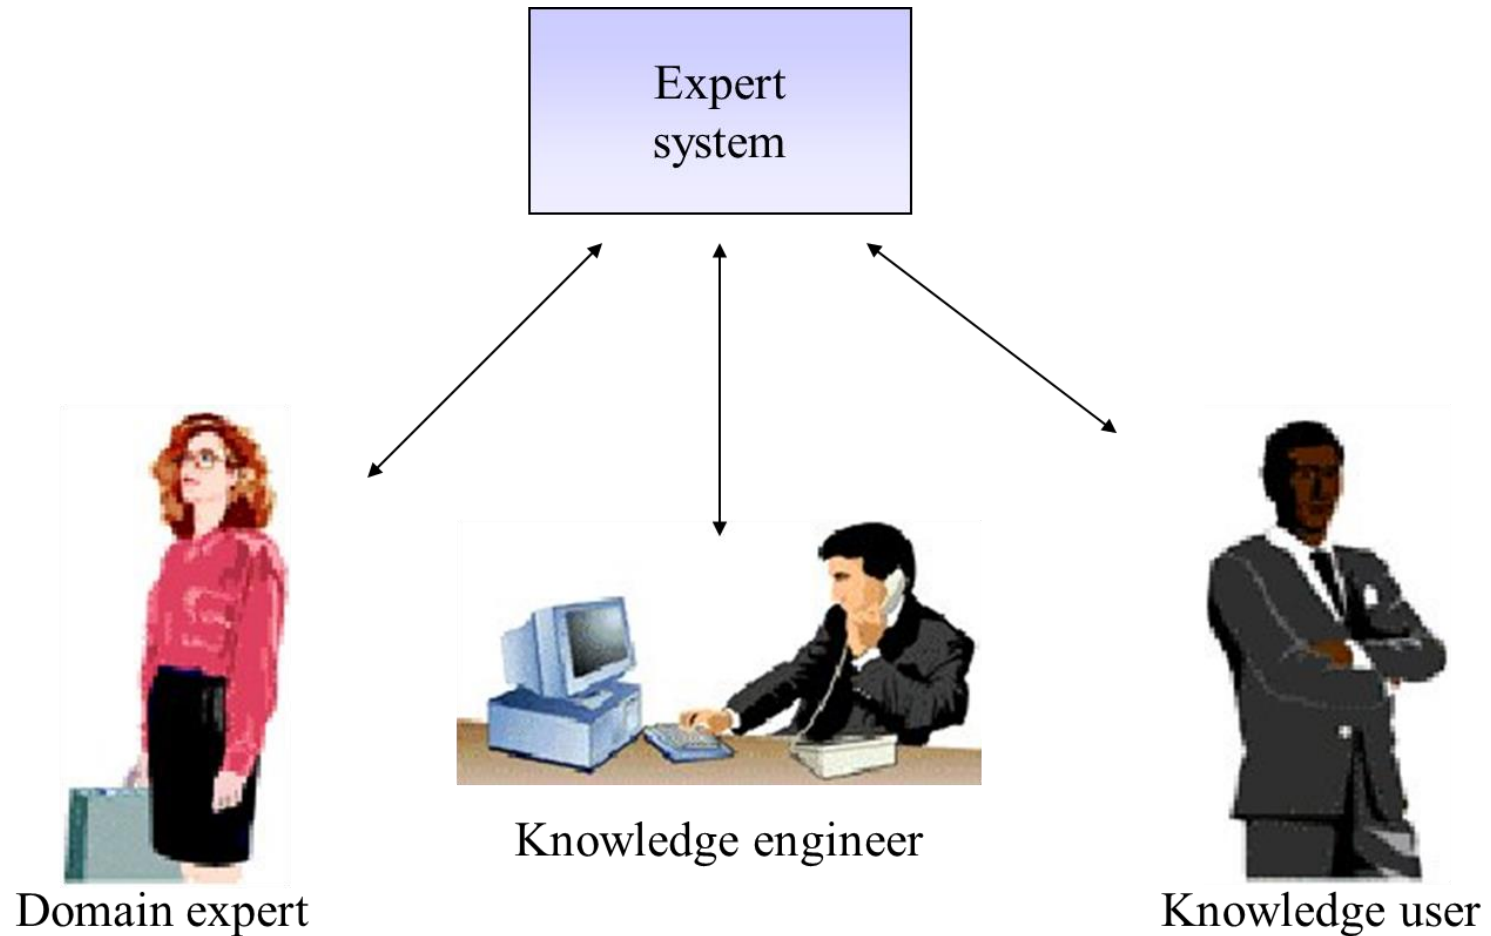 Expert
system
Knowledge engineer
Domain expert
Knowledge user